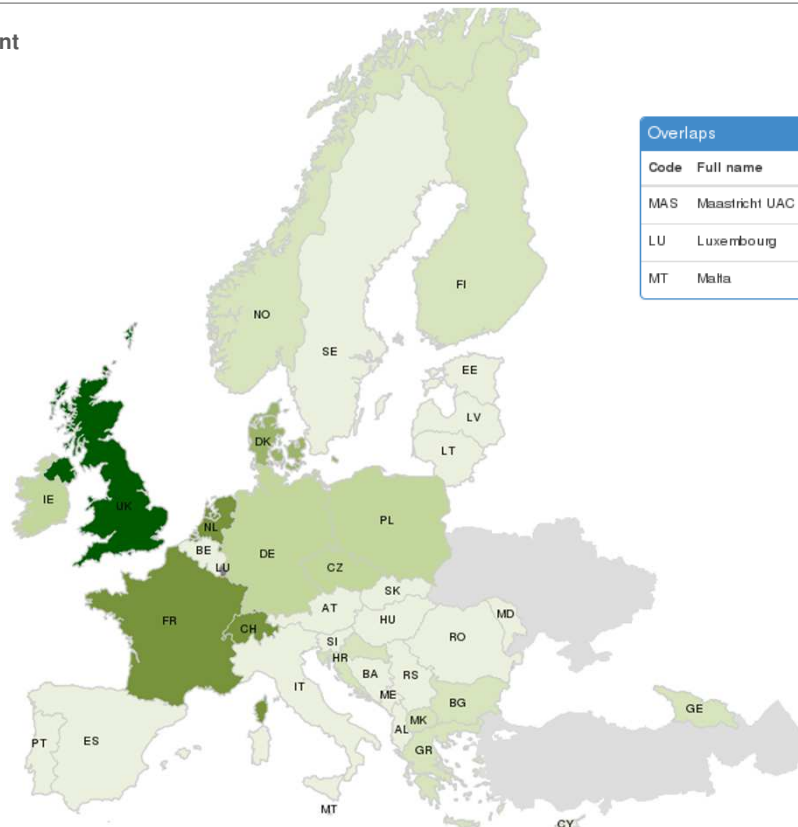 nt
Overlaps
Code Full name
MAS Maastricht UAC
LU Luxembourg
MT Malta
FI
NO
SE
EE
LV
DK
LT
IE
UK
NL
PL
BE
DE
LU
CZ
SK
AT
MD
FR
CH
HU
RO
SI
HR
BA
RS
IT
ME
BG
GE
MK
AL
PT
ES
GR
MT
CY